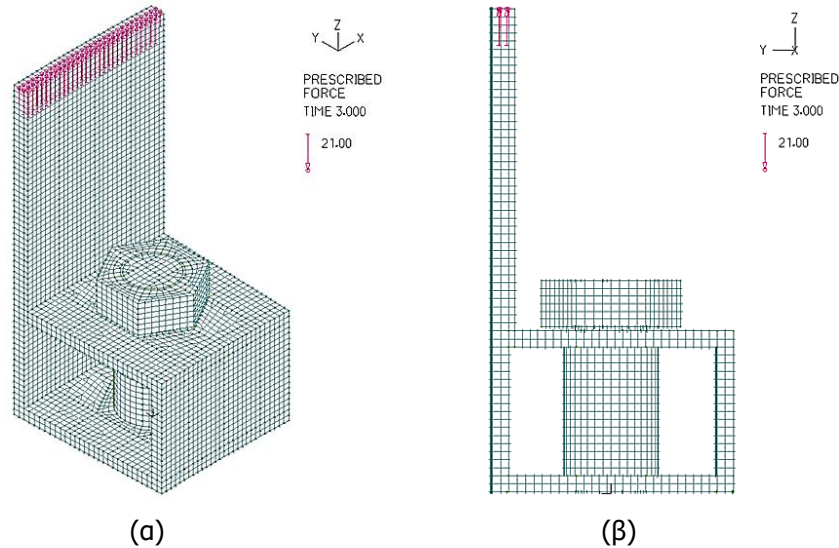 Z
Y X
PRESCRIBED
FORCE
TIME 3.000
21.00
Z
Y X
PRESCRIBED
FORCE
TIME 3.000
21.00
(α)
(β)